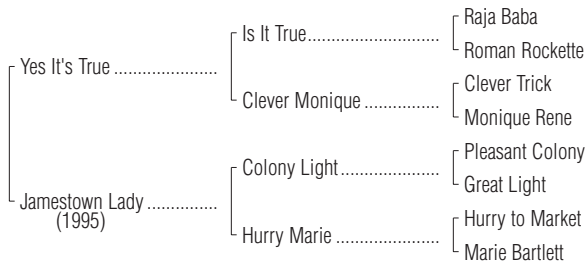 Raja Baba
Is It True
Roman Rockette
Yes It's True
Clever Trick
Clever Monique
Monique Rene
Pleasant Colony
Colony Light
Great Light
Jamestown Lady
(1995)
Hurry to Market
Hurry Marie
Marie Bartlett